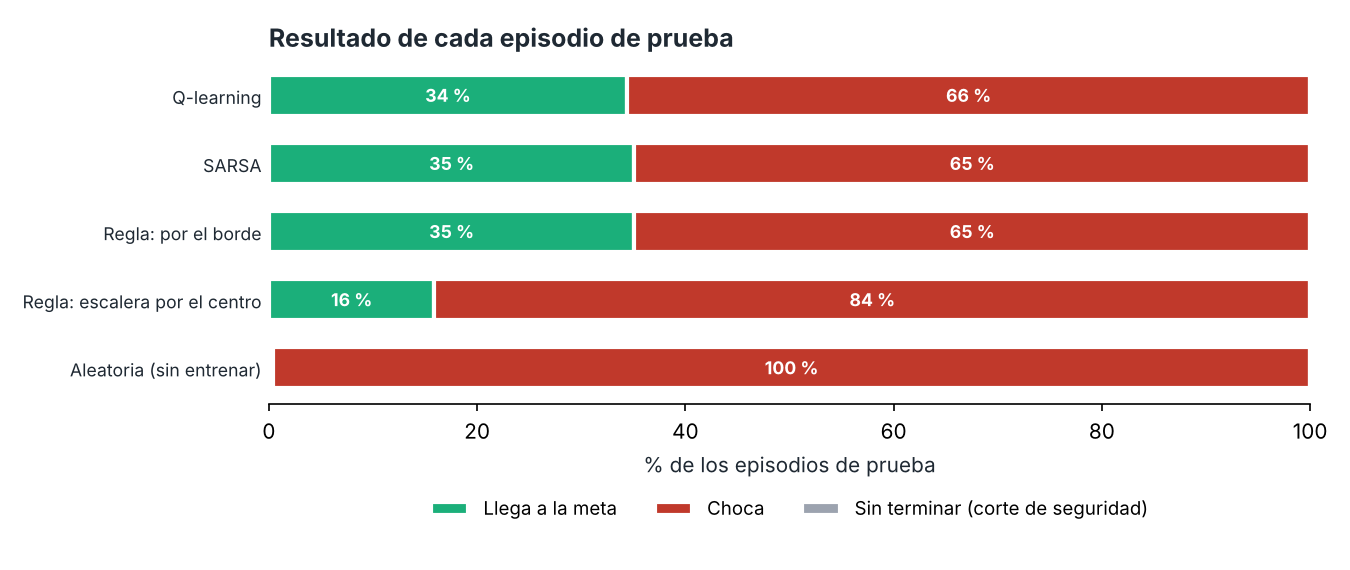 Resultado de cada episodio de prueba
Q-learning 34 % 66 %
SARSA 35 % 65 %
Regla: por el borde 35 % 65 %
Regla: escalera por el centro 16 % 84 %
Aleatoria (sin entrenar) 100 %
0 20 40 60 80 100
% de los episodios de prueba
Llega a la meta Choca Sin terminar (corte de seguridad)